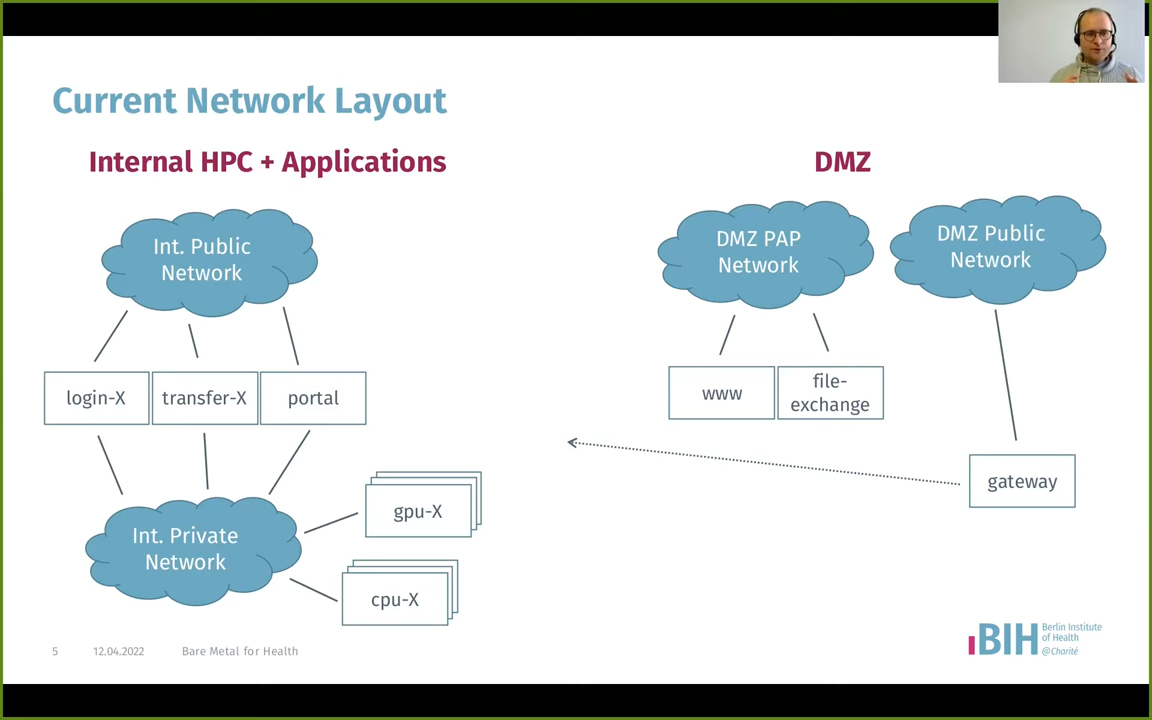 Current Network Layout
Internal HPC + Applications
Int. Public
Network
login-X
transfer-X
portal
Int. Private
Network
gpu-X
cpu-X
DMZ
DMZ PAP
Network
DMZ Public
Network
www
file-
exchange
gateway
5
12.04.2022
Bare Metal for Health
BIH
Berlin Institute
of Health
@Charité